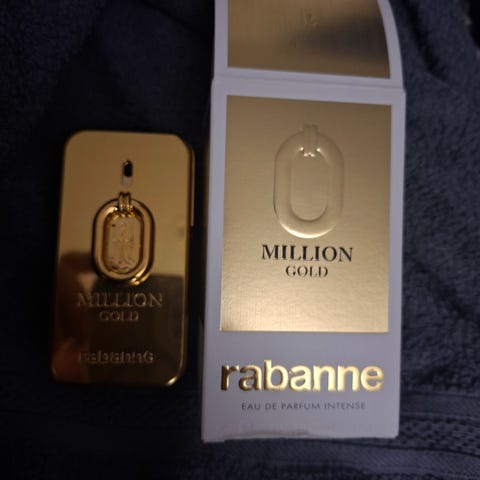 MILLION
GOLD
rabanne
MILLION
GOLD
rabanne
EAU DE PARFUM INTENSE